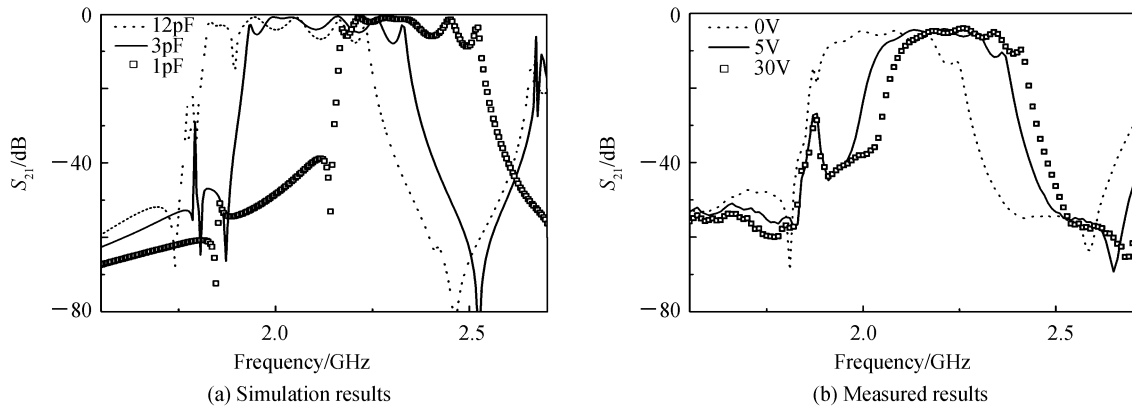 0
12pF
3pF
1pF
−40
−80
S21/dB
2.0
2.5
Frequency/GHz
(a) Simulation results
0
0V
5V
30V
−40
−80
S21/dB
2.0
2.5
Frequency/GHz
(b) Measured results